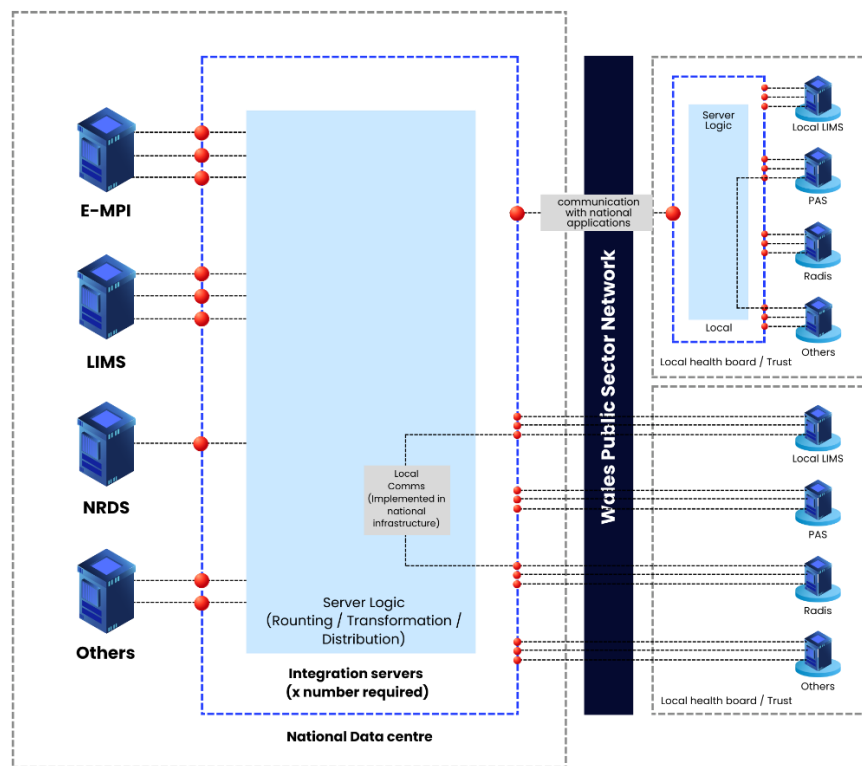 E-MPI
LIMS
NRDS
Others
Local
Comms
(Implemented in
national
infrastructure)
Server Logic
(Rounting / Transformation /
Distribution)
Integration servers
(x number required)
National Data centre
communication
with national
applications
Wales Public Sector Network
Server
Logic
Local
Local LIMS
PAS
Radis
Others
Local health board / Trust
Local LIMS
PAS
Radis
Others
Local health board / Trust